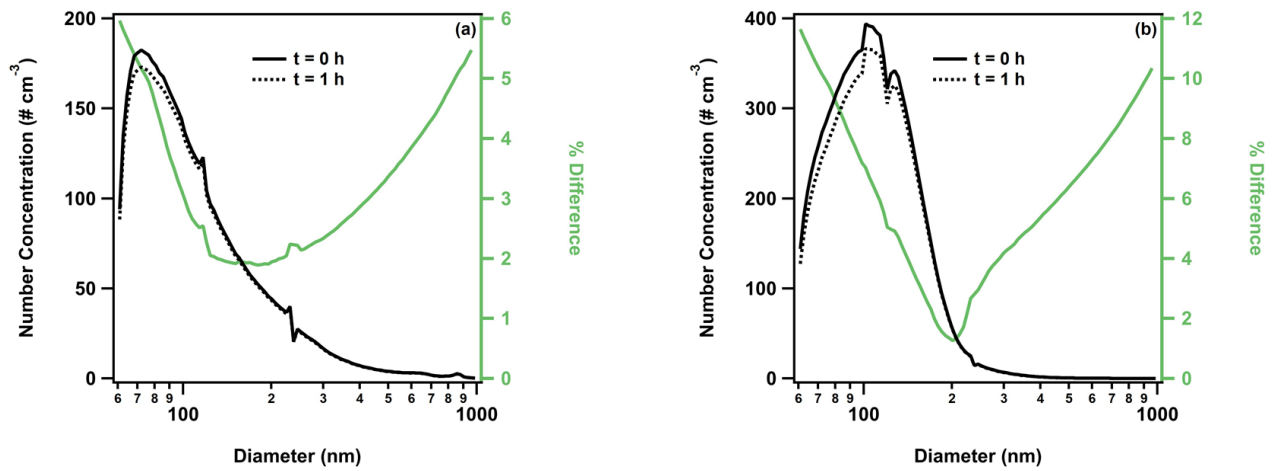 (a)
t = 0 h
t = 1 h
Number Concentration (# cm⁻³)
200
150
100
50
0
6
5
4
3
2
1
0
% Difference
6 7 8 9 2 3 4 5 6 7 8 9
100 1000
Diameter (nm)
(b)
t = 0 h
t = 1 h
Number Concentration (# cm⁻³)
400
300
200
100
0
12
10
8
6
4
2
0
% Difference
6 7 8 9 2 3 4 5 6 7 8 9
100 1000
Diameter (nm)